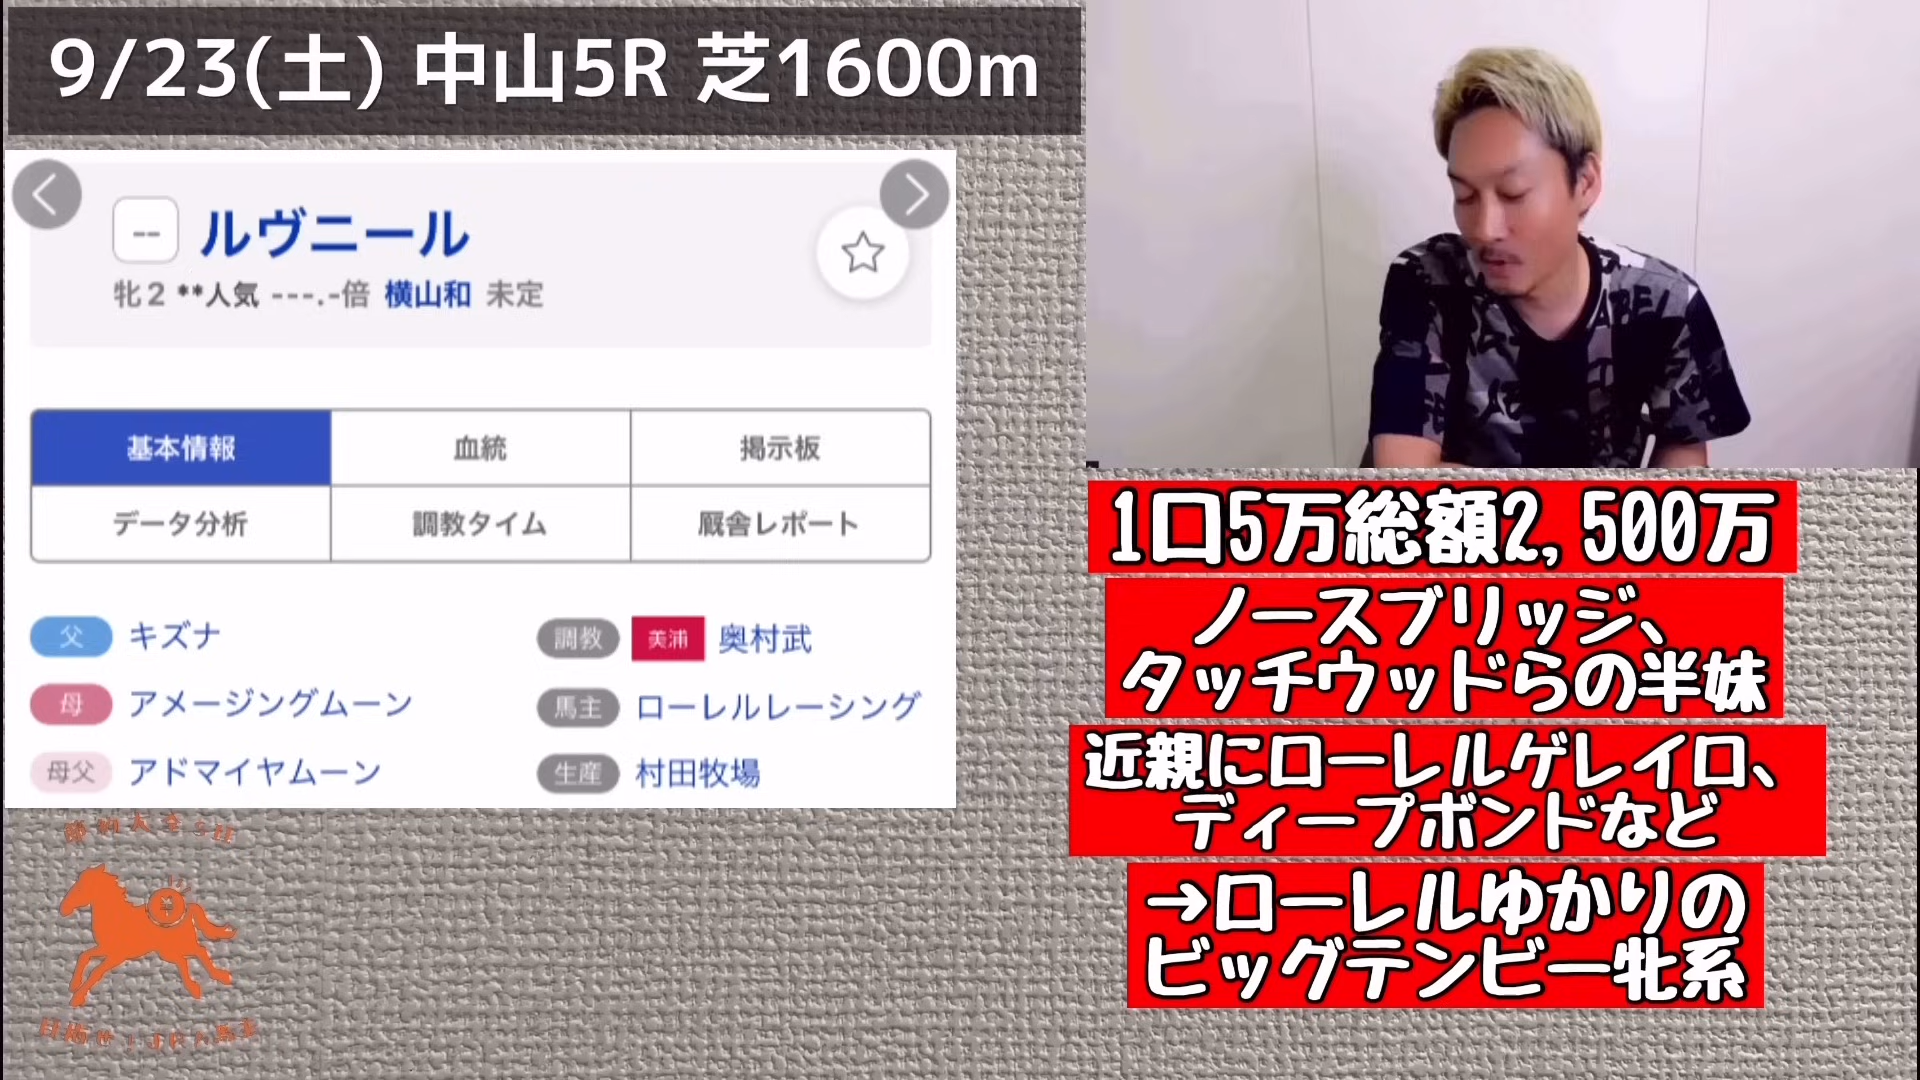 9/23(土) 中山5R 芝1600m
--
ルヴニール
牝2 **人気 ---.-倍 横山和 未定
基本情報
血統
掲示板
データ分析
調教タイム
厩舎レポート
父 キズナ
調教 美浦 奥村武
母 アメージングムーン
馬主 ローレルレーシング
母父 アドマイヤムーン
生産 村田牧場
1口5万総額2,500万
ノースブリッジ、
タッチウッドらの半妹
近親にローレルゲレイロ、
ディープボンドなど
→ローレルゆかりの
ビッグテンビー牝系